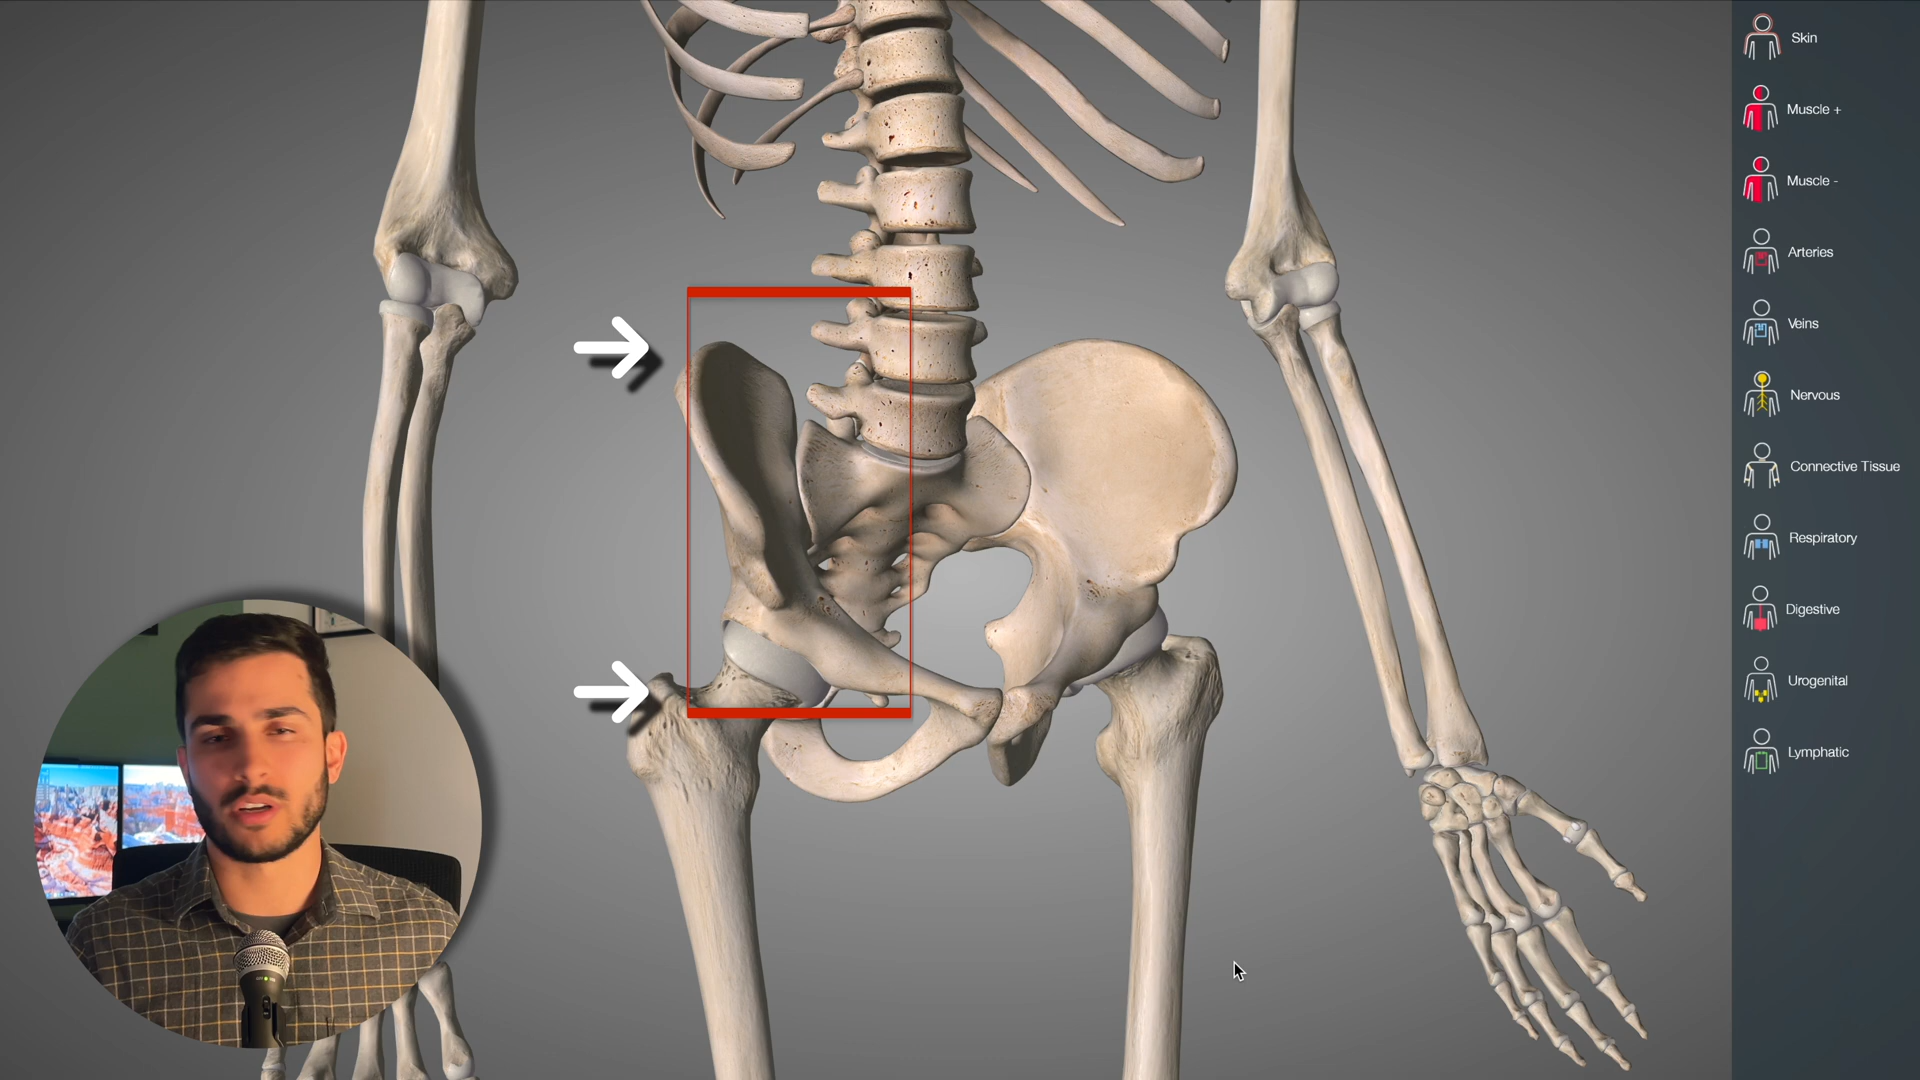 Skin
Muscle +
Muscle -
Arteries
Veins
Nervous
Connective Tissue
Respiratory
Digestive
Urogenital
Lymphatic